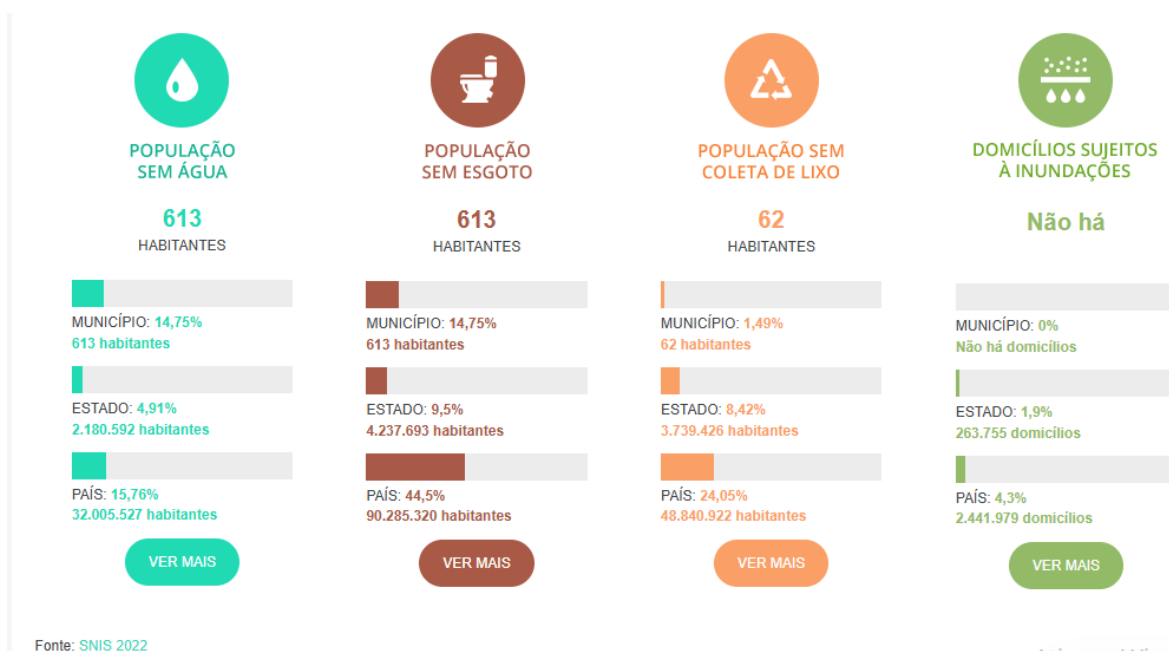 POPULAÇÃO
SEM ÁGUA
613
HABITANTES
MUNICÍPIO: 14,75%
613 habitantes
ESTADO: 4,91%
2.180.592 habitantes
PAÍS: 15,76%
32.005.527 habitantes
VER MAIS
POPULAÇÃO
SEM ESGOTO
613
HABITANTES
MUNICÍPIO: 14,75%
613 habitantes
ESTADO: 9,5%
4.237.693 habitantes
PAÍS: 44,5%
90.285.320 habitantes
VER MAIS
POPULAÇÃO SEM
COLETA DE LIXO
62
HABITANTES
MUNICÍPIO: 1,49%
62 habitantes
ESTADO: 8,42%
3.739.426 habitantes
PAÍS: 24,05%
48.840.922 habitantes
VER MAIS
DOMICÍLIOS SUJEITOS
À INUNDAÇÕES
Não há
MUNICÍPIO: 0%
Não há domicílios
ESTADO: 1,9%
263.755 domicílios
PAÍS: 4,3%
2.441.979 domicílios
VER MAIS
Fonte: SNIS 2022